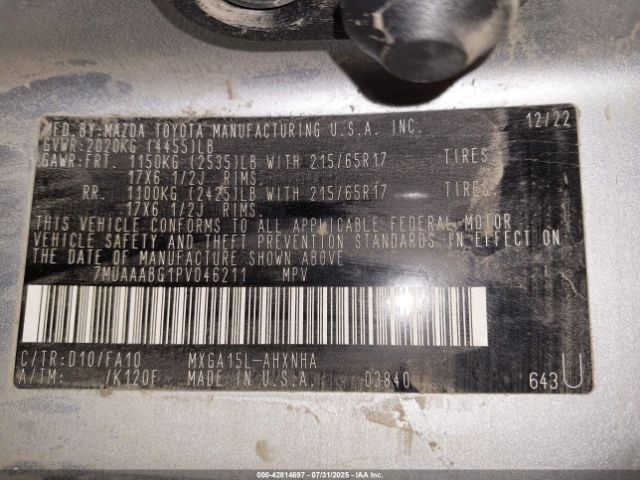 MFD.BY:MAZDA TOYOTA MANUFACTURING U.S.A. INC. 12/22
GVWR:2020KG (4455)LB
GAWR:FRT. 1150KG (2535)LB WITH 215/65R17 TIRES
17X6 1/2J RIMS.
RR. 1100KG (2425)LB WITH 215/65R17 TIRES
17X6 1/2J RIMS.
THIS VEHICLE CONFORMS TO ALL APPLICABLE FEDERAL MOTOR
VEHICLE SAFETY AND THEFT PREVENTION STANDARDS IN EFFECT ON
THE DATE OF MANUFACTURE SHOWN ABOVE
7MUAAABG1PV046211 MPV
C/TR:D10/FA10 MXGA15L-AHXNHA
A/TM: /K120F MADE IN U.S.A. D3840 643 U
000-42814697 07/31/2025 IAAI.com